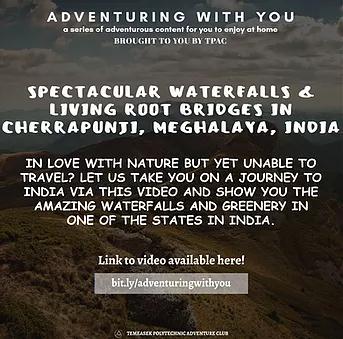 ADVENTURING WITH YOU
a series of adventurous content for you to enjoy at home
BROUGHT TO YOU BY TPAC
SPECTACULAR WATERFALLS &
LIVING ROOT BRIDGES IN
CHERRAPUNJI, MEGHALAYA, INDIA
IN LOVE WITH NATURE BUT YET UNABLE TO
TRAVEL? LET US TAKE YOU ON A JOURNEY TO
INDIA VIA THIS VIDEO AND SHOW YOU THE
AMAZING WATERFALLS AND GREENERY IN
ONE OF THE STATES IN INDIA.
Link to video available here!
bit.ly/adventuringwithyou
TEMASEK POLYTECHNIC ADVENTURE CLUB